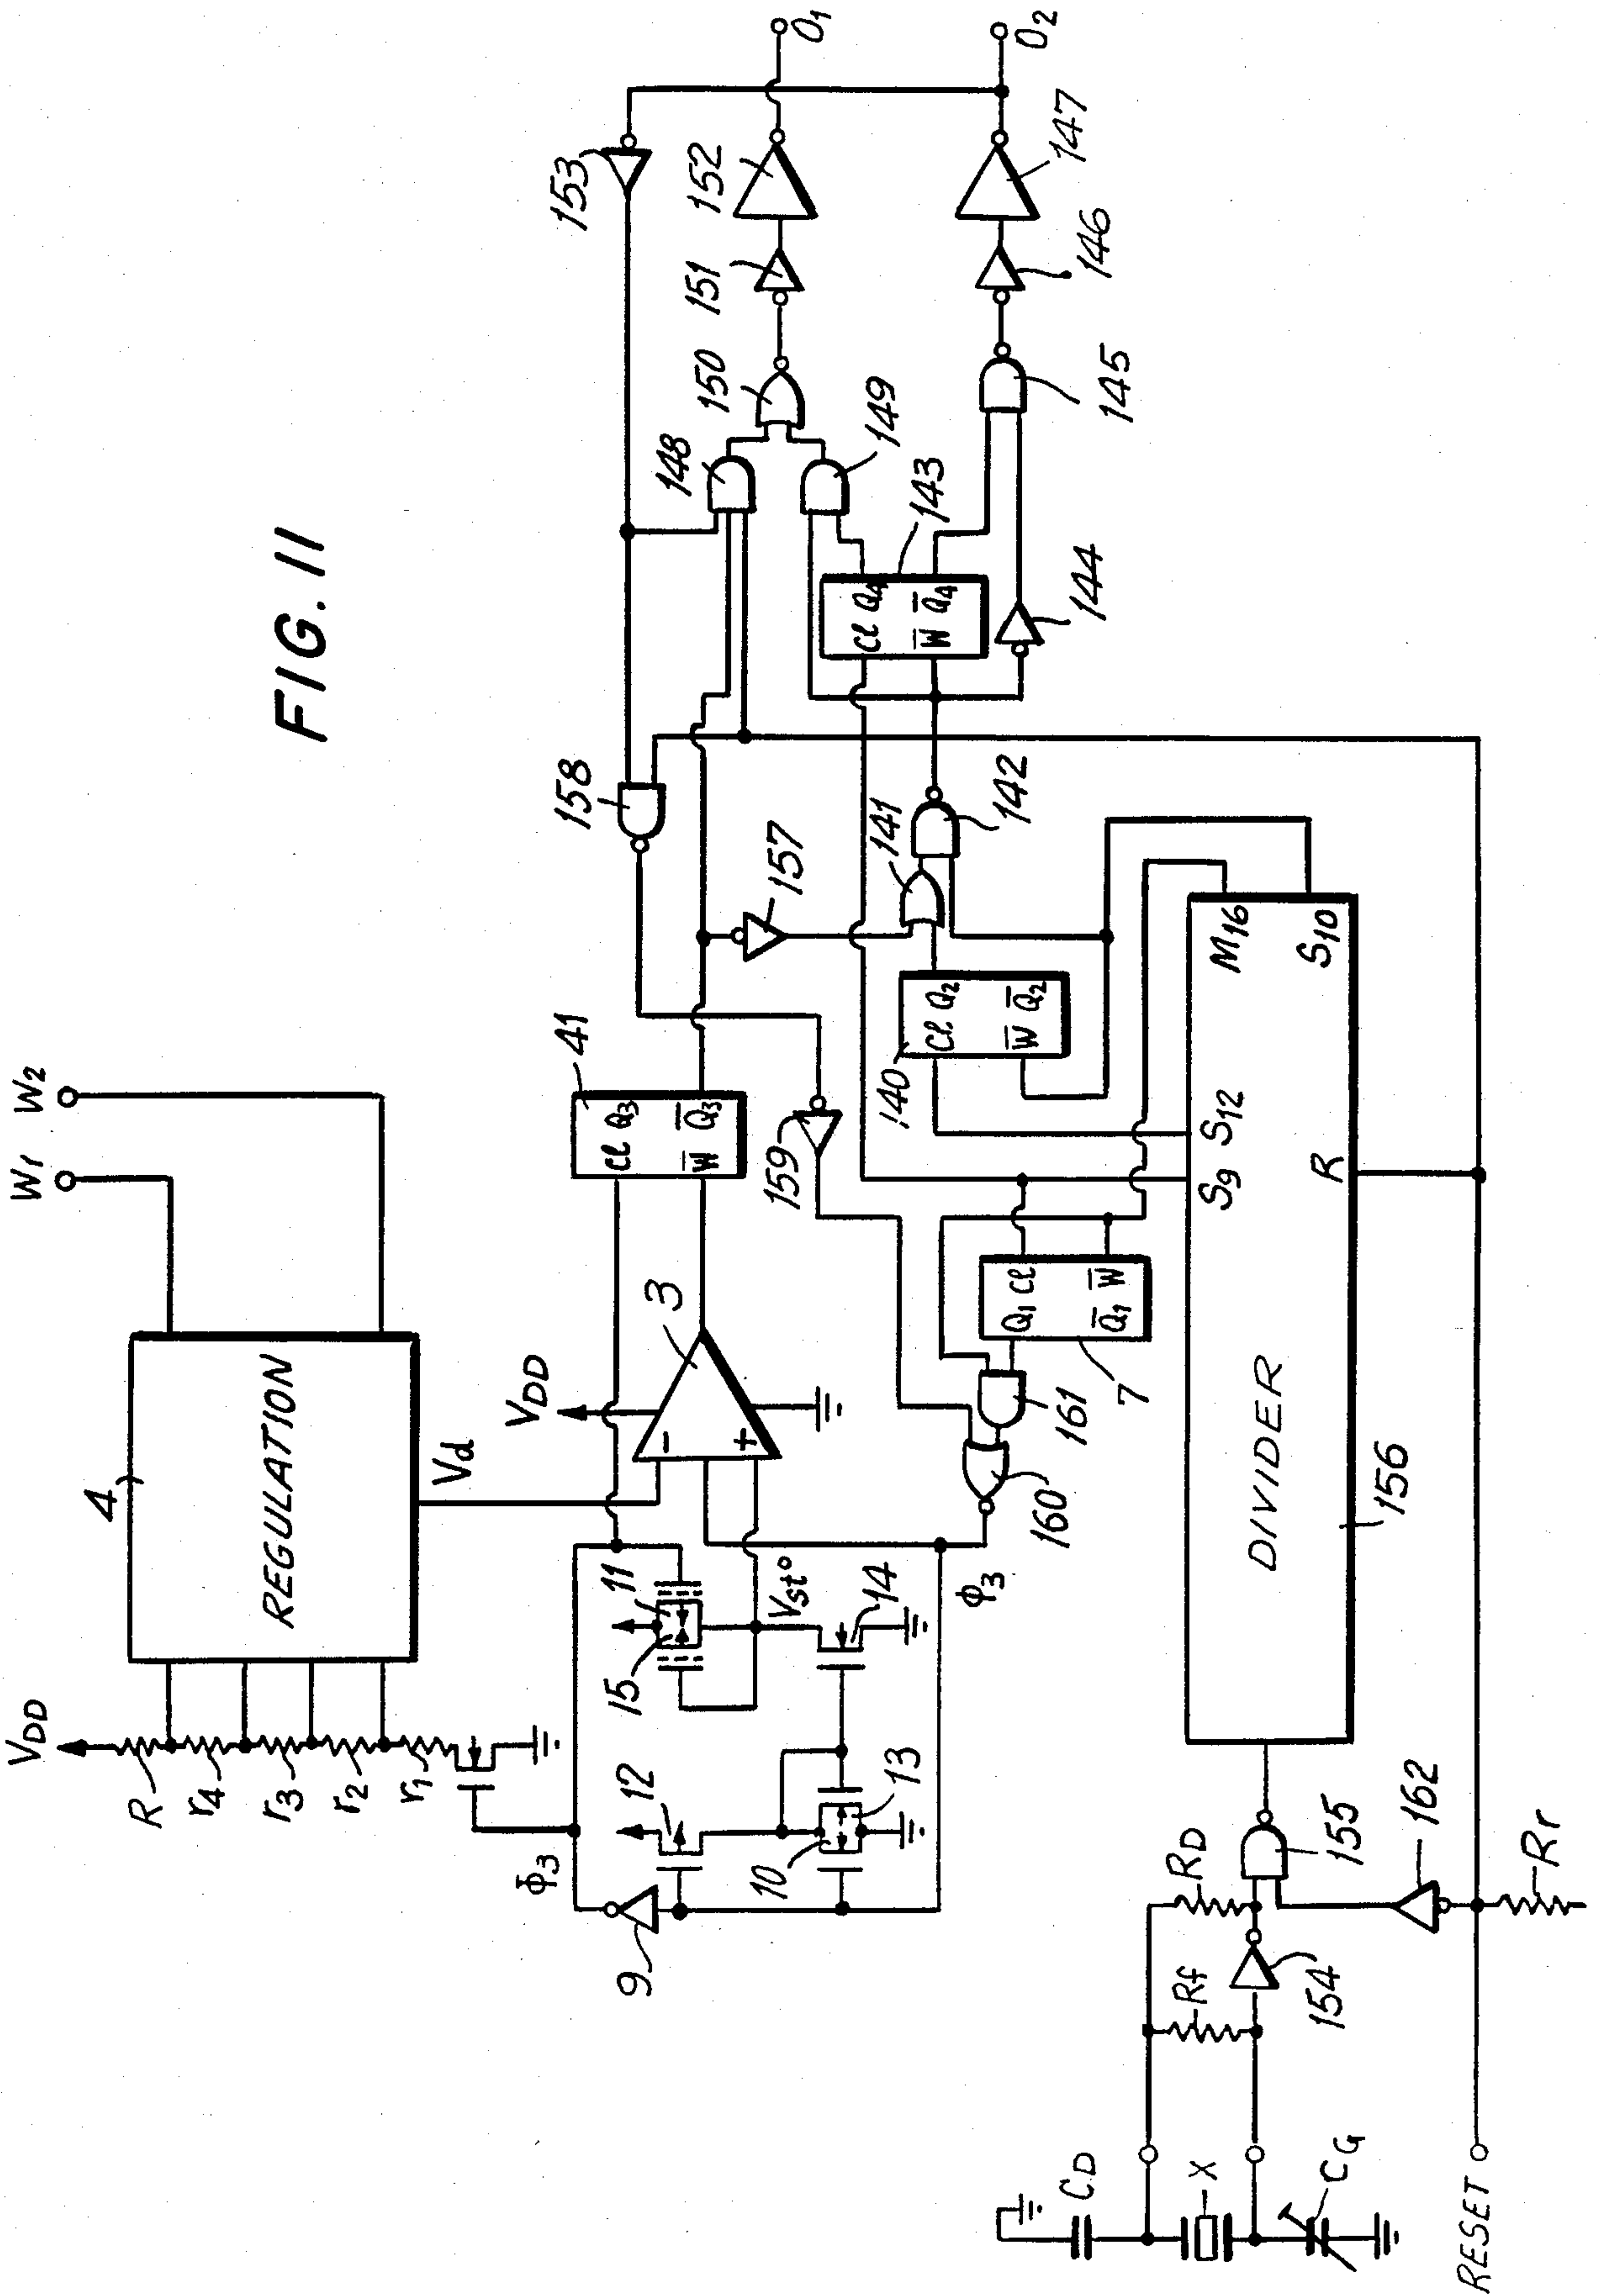 FIG. 11
W1
W2
4
REGULATION
VDD
R
r4
r3
r2
r1
Vd
VDD
3
−
+
41
Cl Q3
W̅ Q̅3
153
O1
O2
152
151
150
148
149
147
146
145
144
143
Cl Q4
W̅ Q̅4
158
157
141
142
140
Cl Q2
W̅ Q̅2
159
Φ̅3
9
12
10
13
15
11
Vst°
14
Φ3
160
161
7
Q1 Cl
Q̅1 W̅
S9
S12
R
M16
S10
DIVIDER
156
155
162
RD
Rf
154
Rr
CD
X
CG
RESET